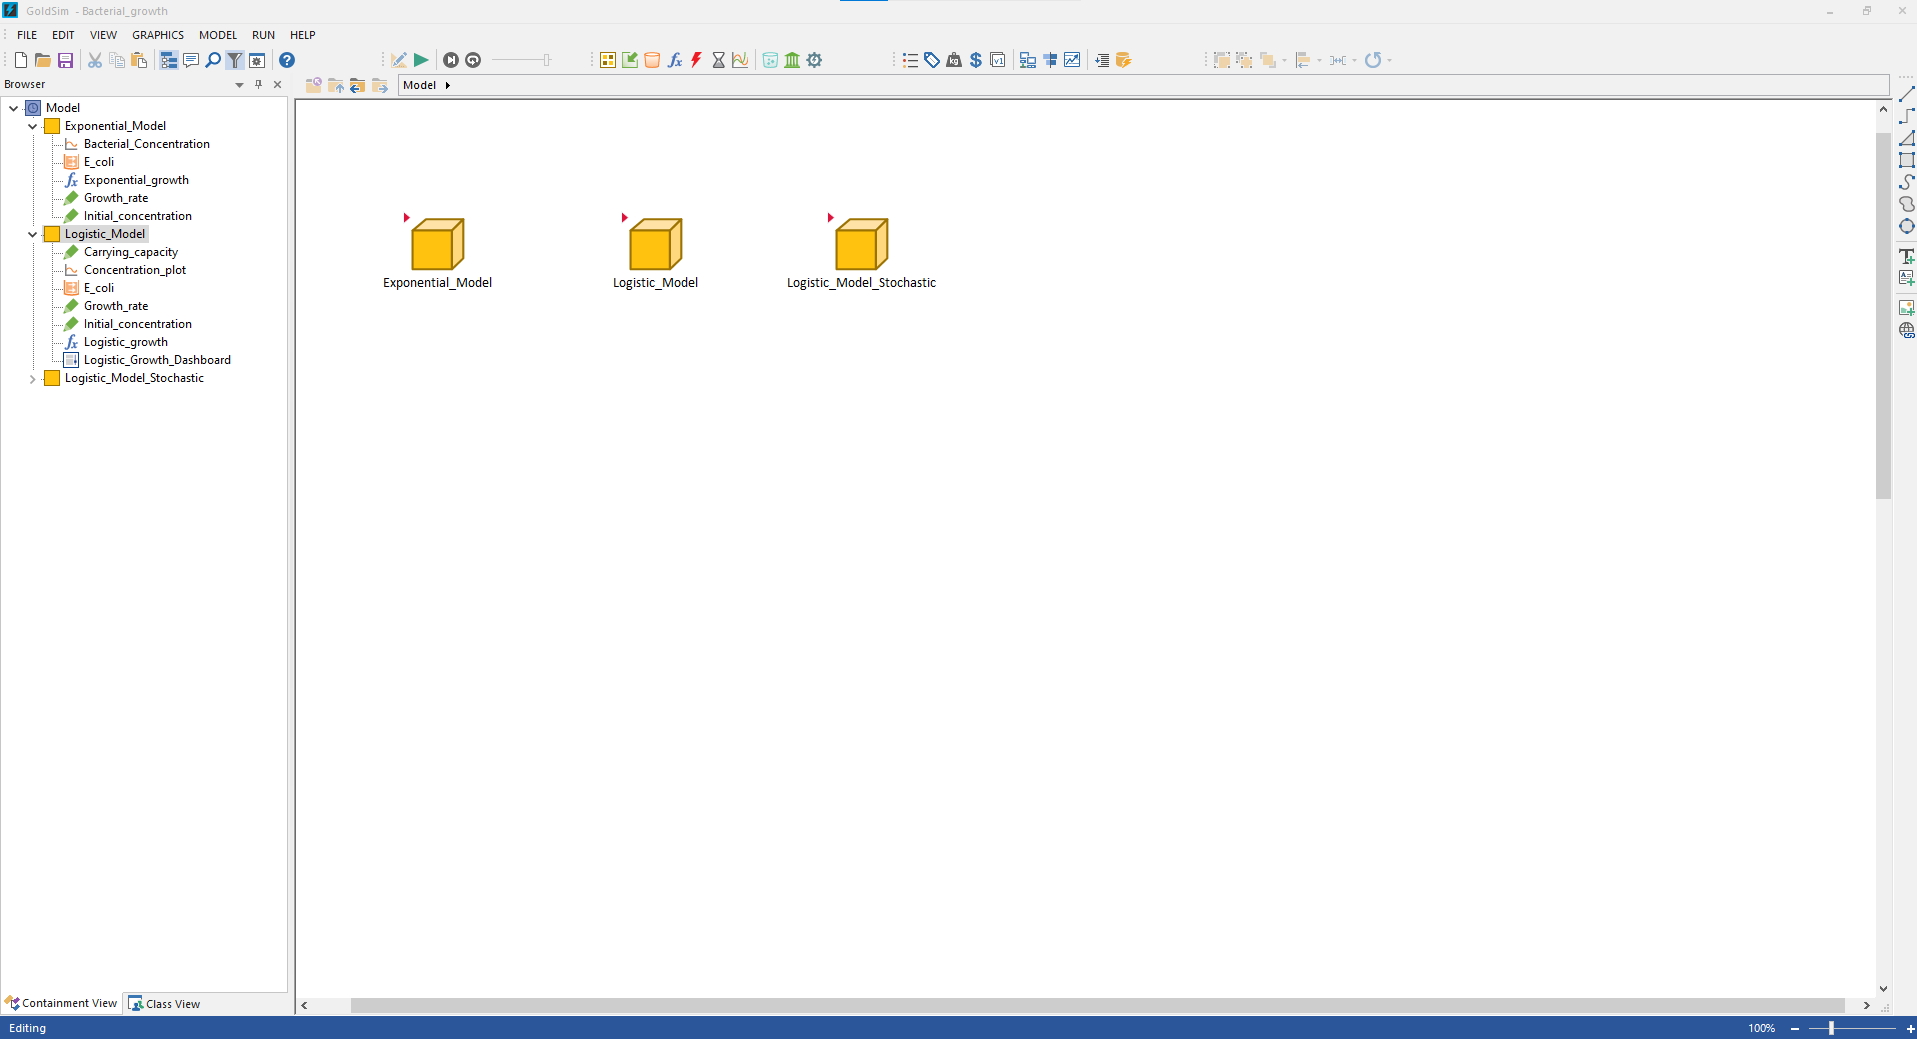 GoldSim - Bacterial_growth
FILE EDIT VIEW GRAPHICS MODEL RUN HELP
Browser
Model
Model
Exponential_Model
Bacterial_Concentration
E_coli
Exponential_growth
Growth_rate
Initial_concentration
Logistic_Model
Carrying_capacity
Concentration_plot
E_coli
Growth_rate
Initial_concentration
Logistic_growth
Logistic_Growth_Dashboard
Logistic_Model_Stochastic
Exponential_Model
Logistic_Model
Logistic_Model_Stochastic
Containment View
Class View
Editing
100%